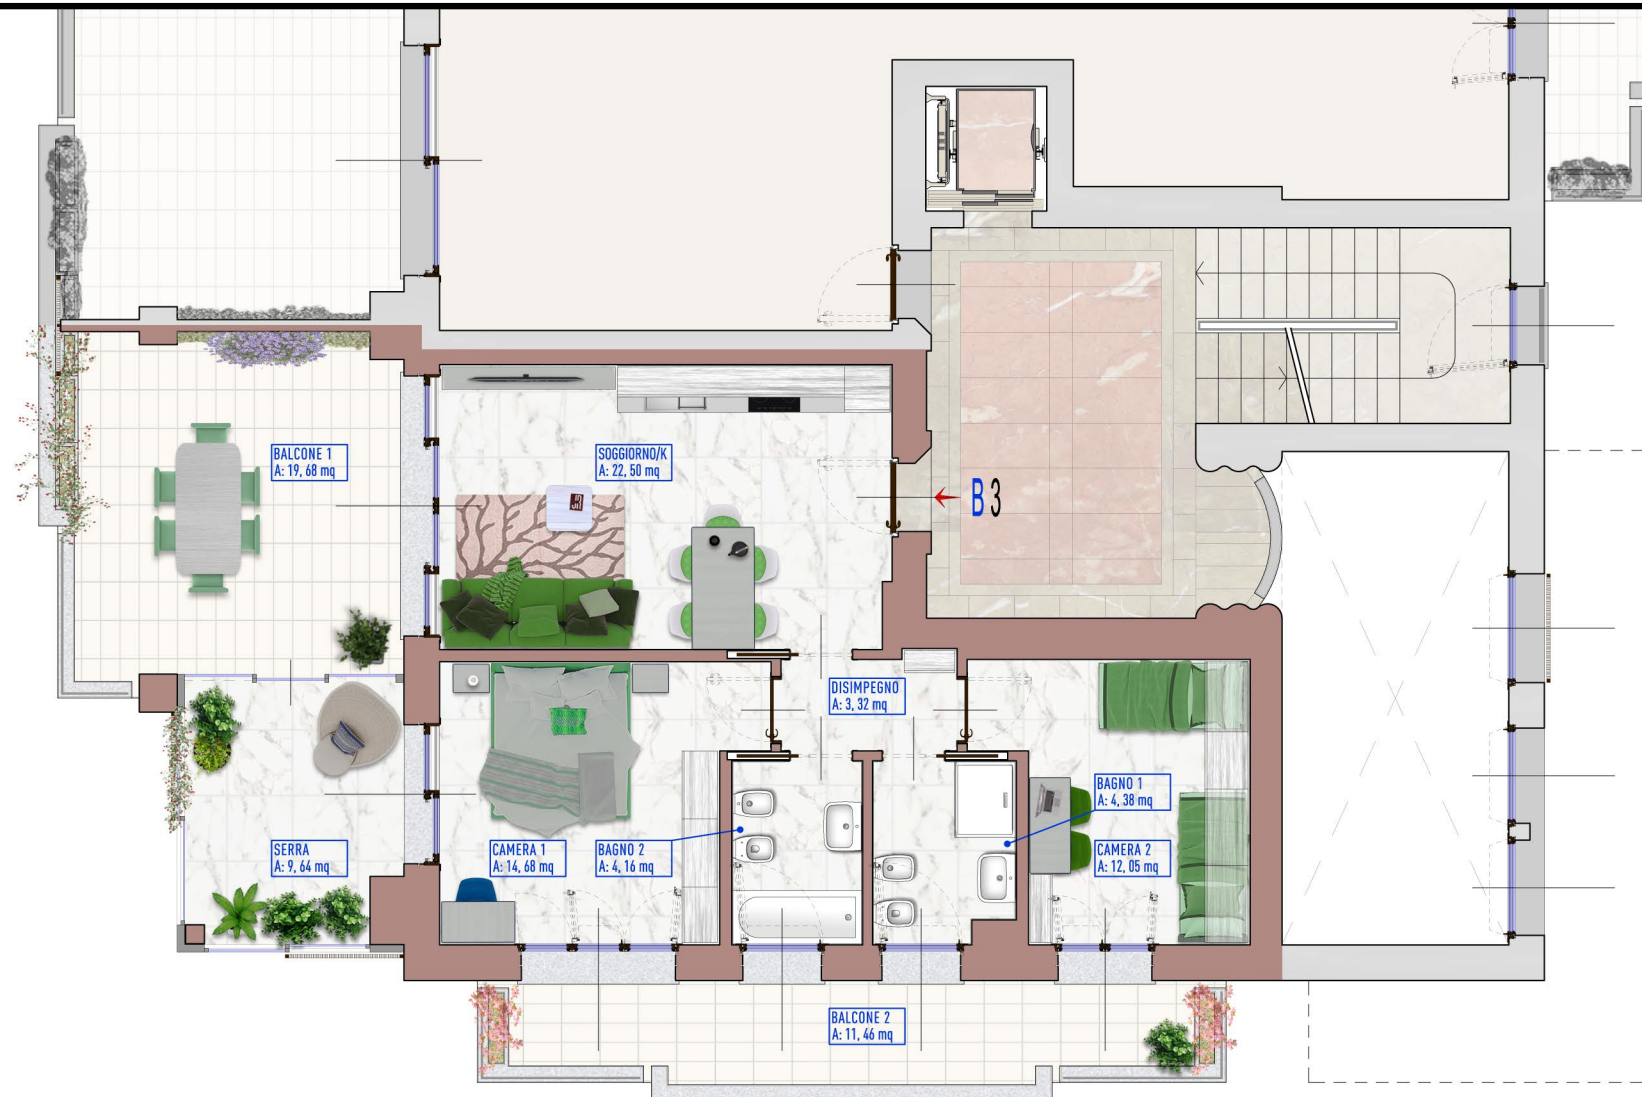 BALCONE 1
A: 19, 68 mq
SOGGIORNO/K
A: 22, 50 mq
B3
DISIMPEGNO
A: 3, 32 mq
BAGNO 1
A: 4, 38 mq
SERRA
A: 9, 64 mq
CAMERA 1
A: 14, 68 mq
BAGNO 2
A: 4, 16 mq
CAMERA 2
A: 12, 05 mq
BALCONE 2
A: 11, 46 mq